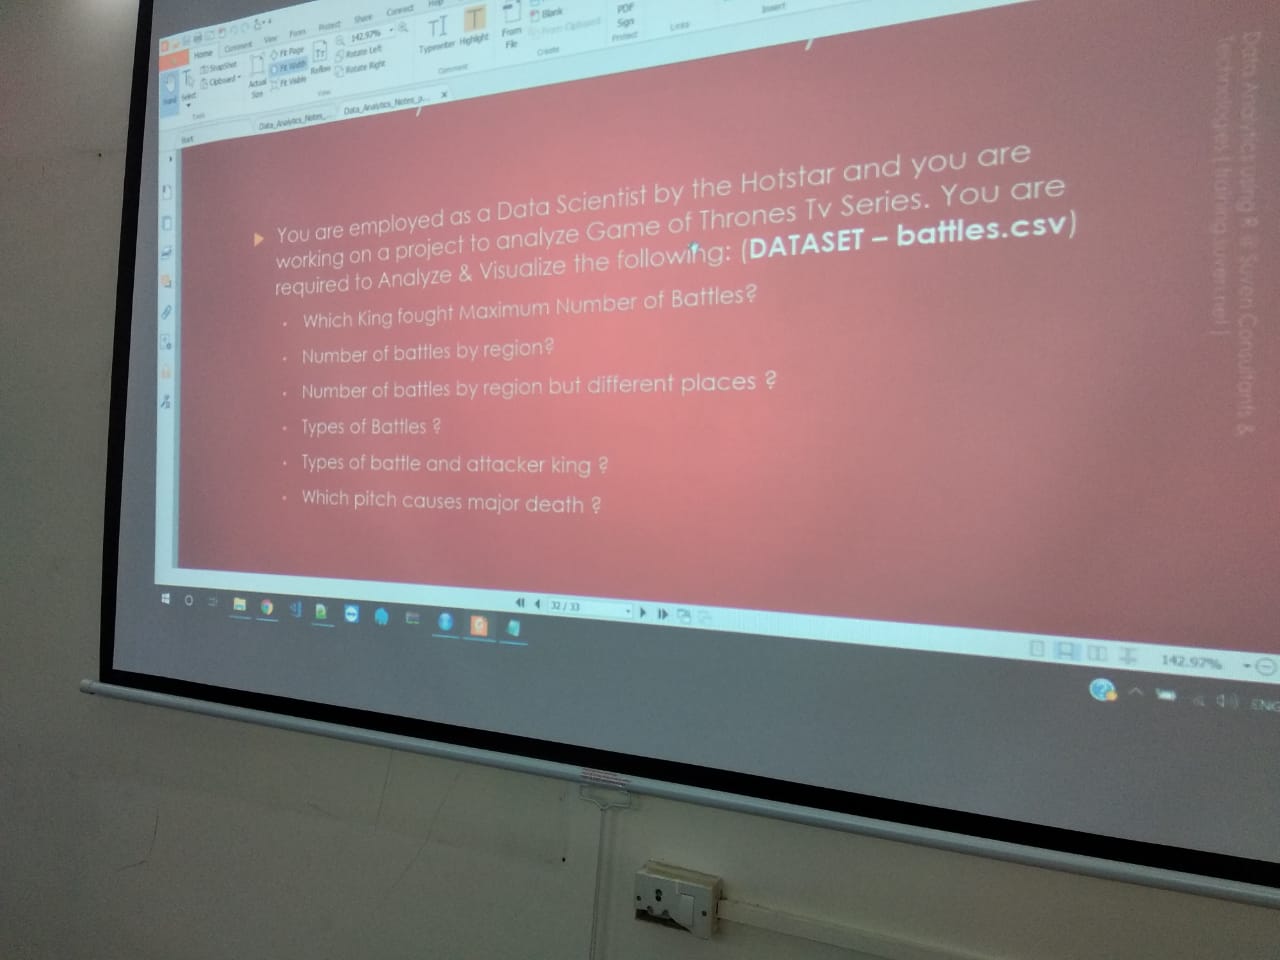 Home
Comment
View
Form
Protect
Share
Connect
Help
SnapShot
Clipboard
Select
Actual
Size
Fit Page
Fit Width
Fit Visible
Reflow
142.97%
Rotate Left
Rotate Right
View
Typewriter
Highlight
Comment
From
File
Blank
From Clipboard
Create
PDF
Sign
Protect
Links
Insert
Tools
Start
Data_Analytics_Notes_...
Data_Analytics_Notes_p...
You are employed as a Data Scientist by the Hotstar and you are
working on a project to analyze Game of Thrones Tv Series. You are
required to Analyze & Visualize the following: (DATASET – battles.csv)
Which King fought Maximum Number of Battles?
Number of battles by region?
Number of battles by region but different places ?
Types of Battles ?
Types of battle and attacker king ?
Which pitch causes major death ?
Data Analytics using R @ Suven Consultants &
Technologies
32 / 33
142.97%
ENG